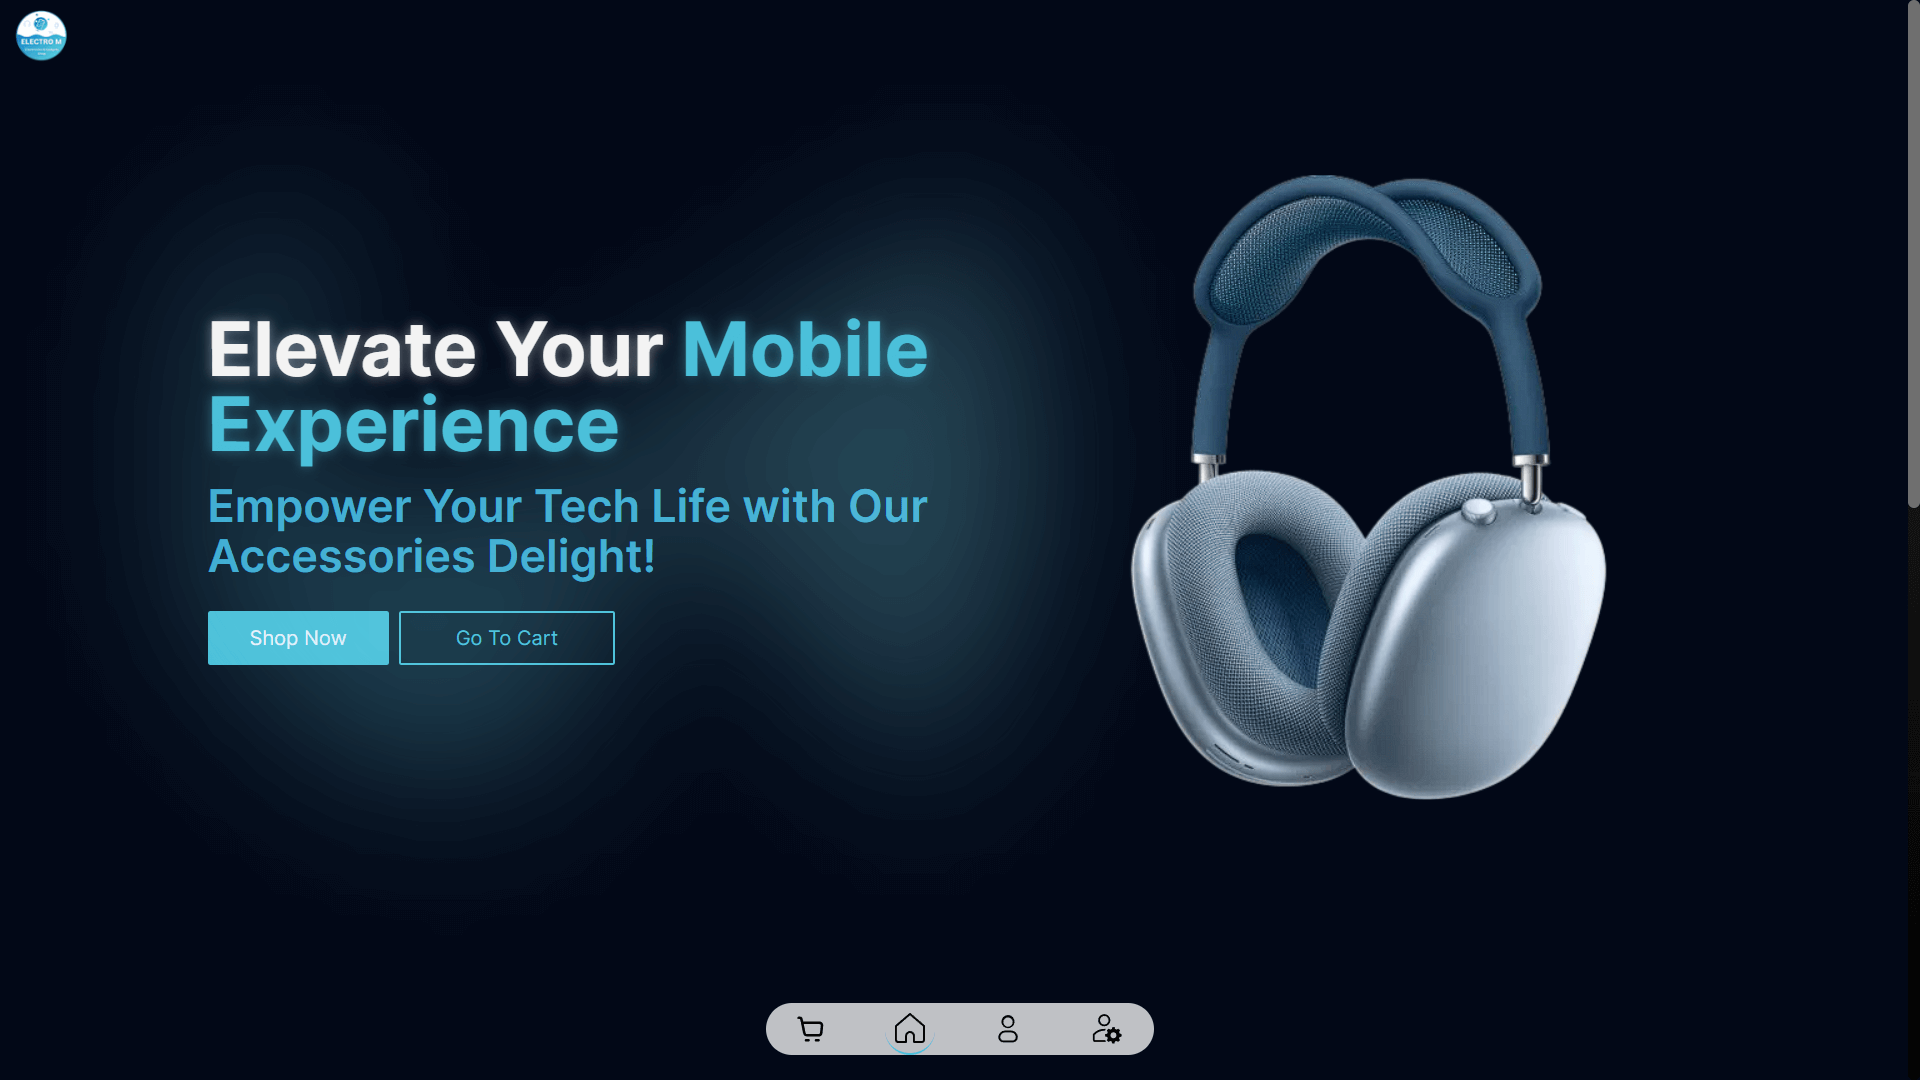 ELECTRO M
Elevate Your Mobile
Experience
Empower Your Tech Life with Our
Accessories Delight!
Shop Now
Go To Cart